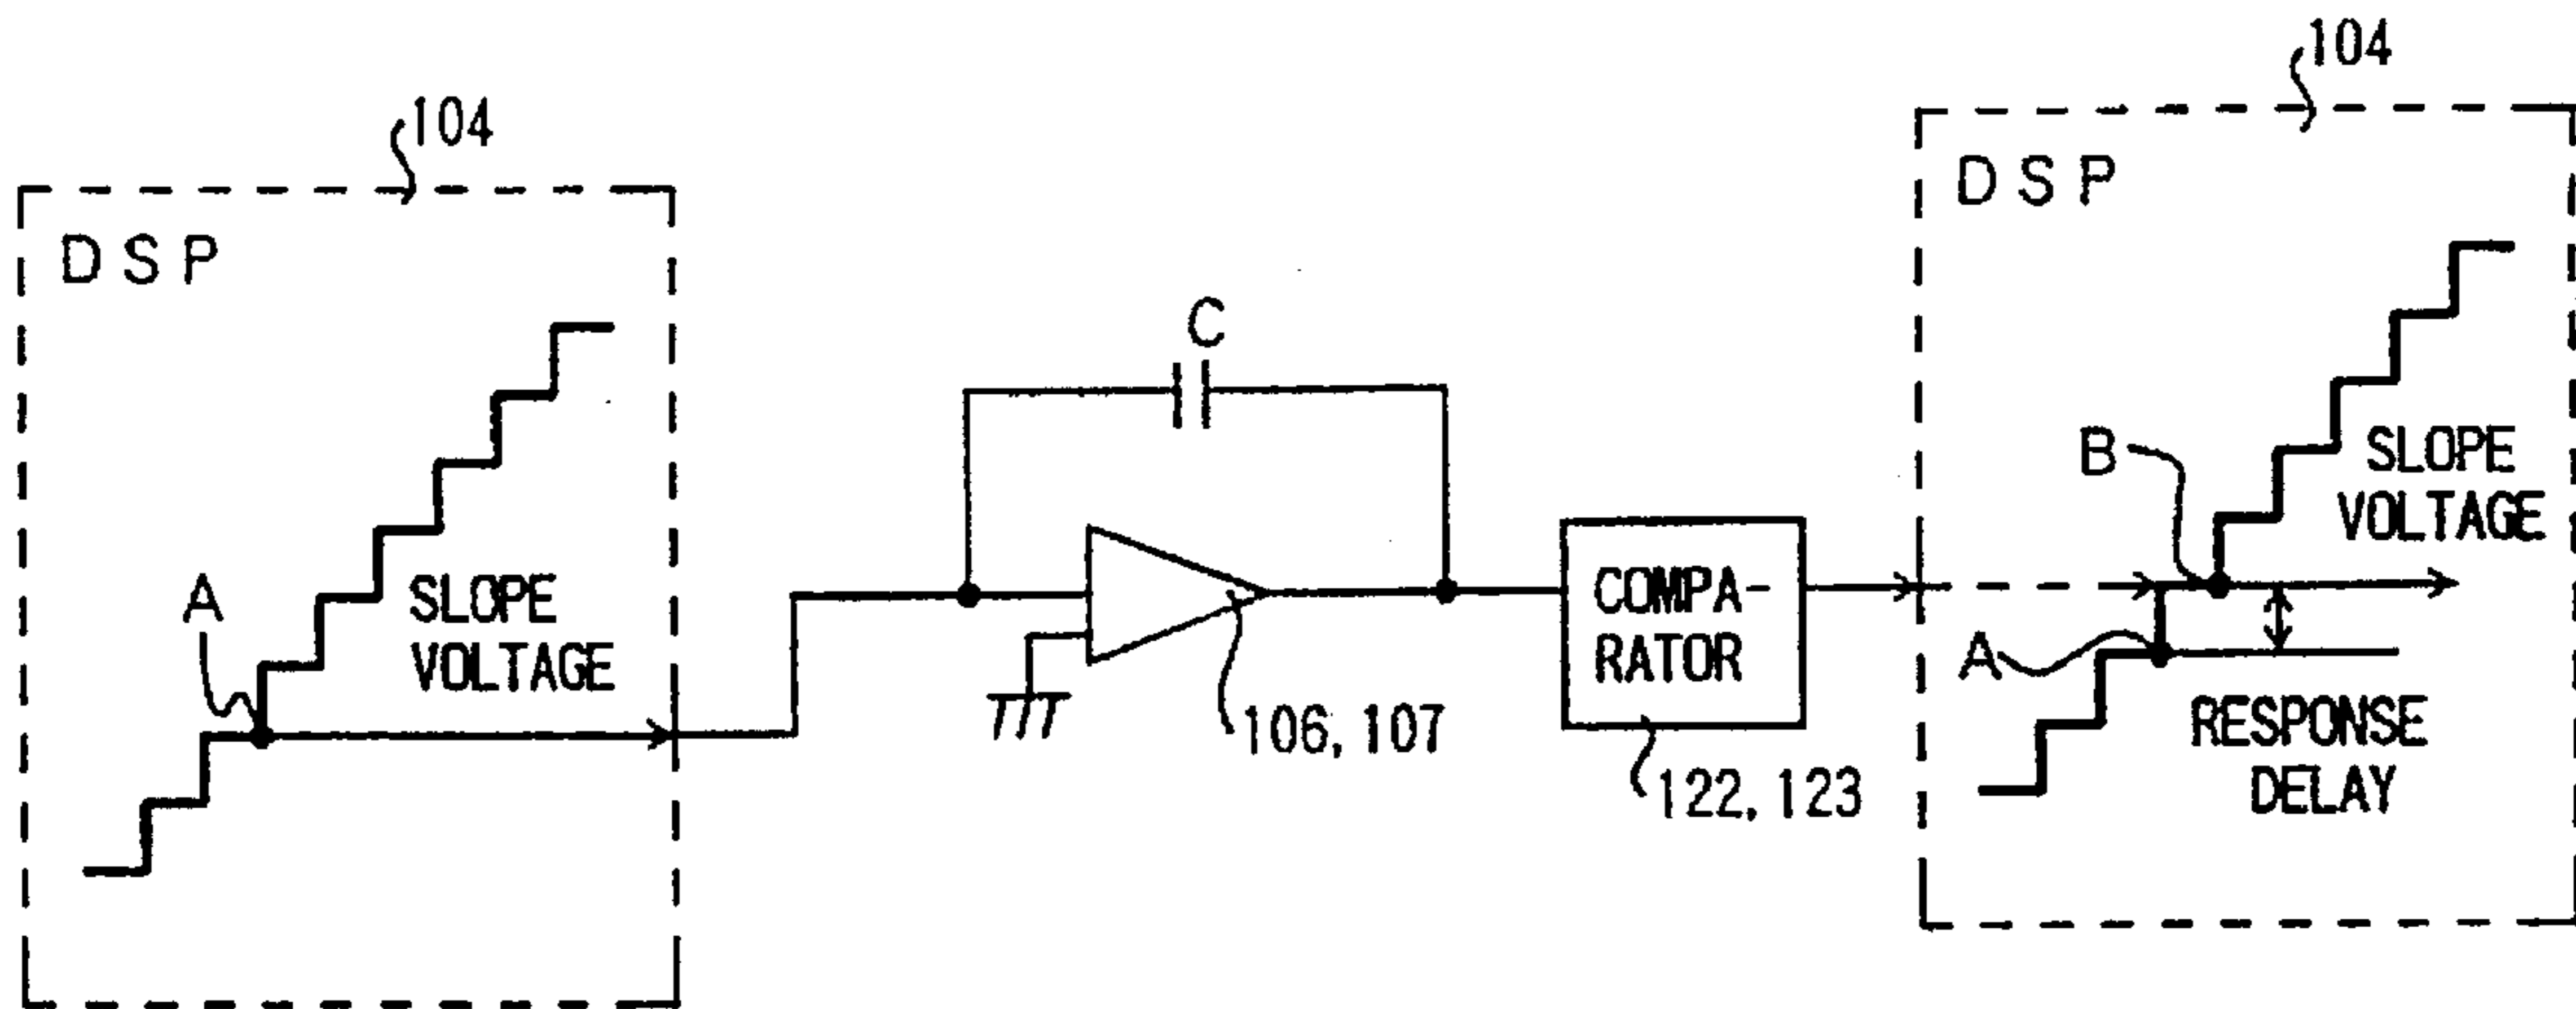 104
DSP
A
SLOPE
VOLTAGE
C
106, 107
COMPA-
RATOR
122, 123
104
DSP
B
SLOPE
VOLTAGE
A
RESPONSE
DELAY